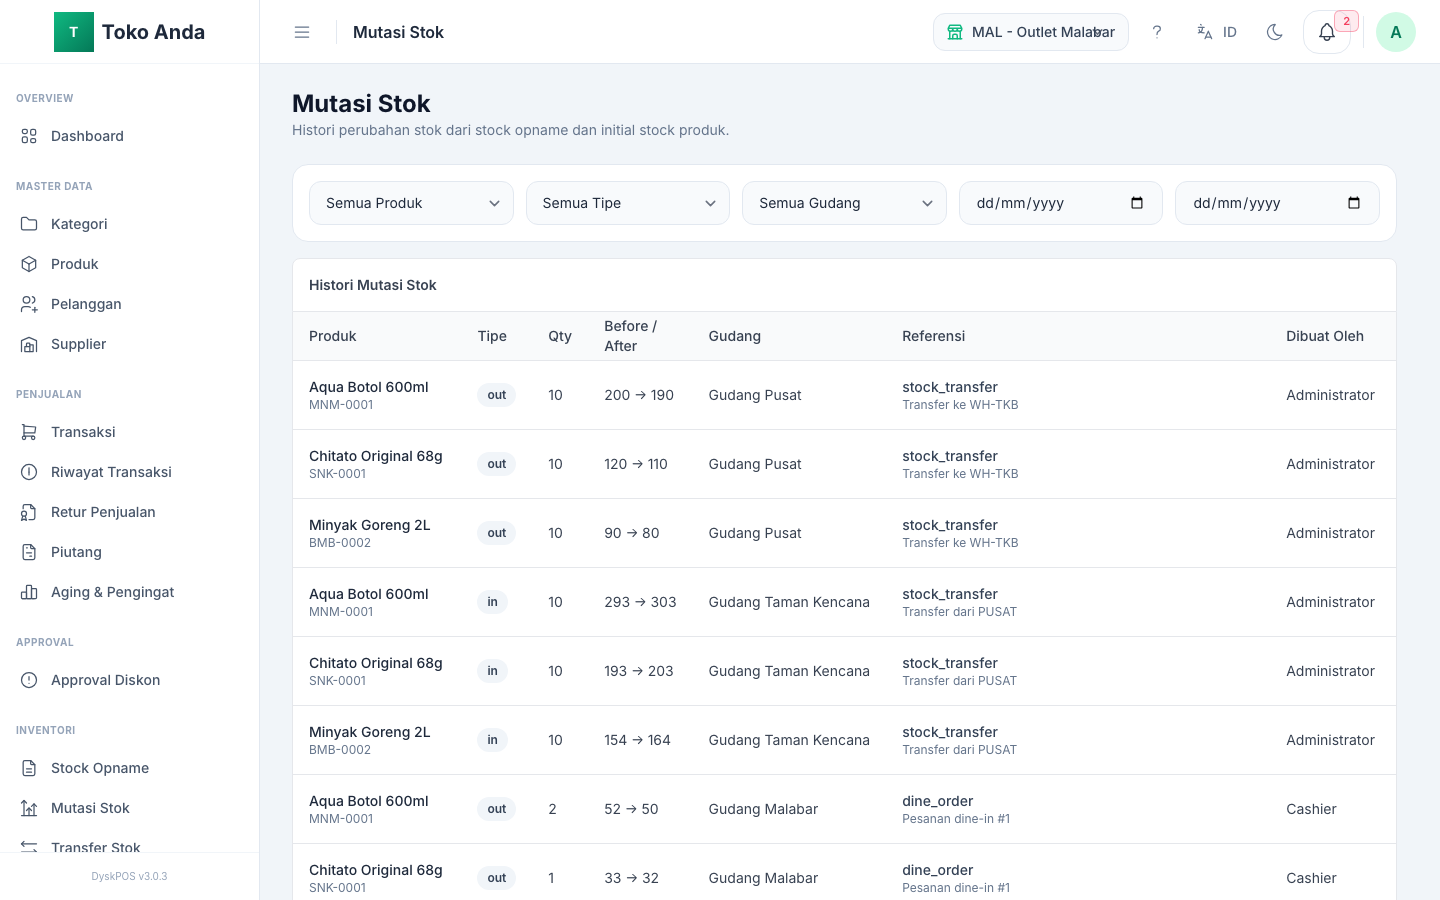 T Toko Anda
Mutasi Stok
MAL - Outlet Malabar
?
ID
2
A
OVERVIEW
Dashboard
MASTER DATA
Kategori
Produk
Pelanggan
Supplier
PENJUALAN
Transaksi
Riwayat Transaksi
Retur Penjualan
Piutang
Aging & Pengingat
APPROVAL
Approval Diskon
INVENTORI
Stock Opname
Mutasi Stok
Transfer Stok
DyskPOS v3.0.3
Mutasi Stok
Histori perubahan stok dari stock opname dan initial stock produk.
Semua Produk
Semua Tipe
Semua Gudang
dd/mm/yyyy
dd/mm/yyyy
Histori Mutasi Stok
Produk Tipe Qty Before / After Gudang Referensi Dibuat Oleh
Aqua Botol 600ml out 10 200 → 190 Gudang Pusat stock_transfer Administrator
MNM-0001 Transfer ke WH-TKB
Chitato Original 68g out 10 120 → 110 Gudang Pusat stock_transfer Administrator
SNK-0001 Transfer ke WH-TKB
Minyak Goreng 2L out 10 90 → 80 Gudang Pusat stock_transfer Administrator
BMB-0002 Transfer ke WH-TKB
Aqua Botol 600ml in 10 293 → 303 Gudang Taman Kencana stock_transfer Administrator
MNM-0001 Transfer dari PUSAT
Chitato Original 68g in 10 193 → 203 Gudang Taman Kencana stock_transfer Administrator
SNK-0001 Transfer dari PUSAT
Minyak Goreng 2L in 10 154 → 164 Gudang Taman Kencana stock_transfer Administrator
BMB-0002 Transfer dari PUSAT
Aqua Botol 600ml out 2 52 → 50 Gudang Malabar dine_order Cashier
MNM-0001 Pesanan dine-in #1
Chitato Original 68g out 1 33 → 32 Gudang Malabar dine_order Cashier
SNK-0001 Pesanan dine-in #1